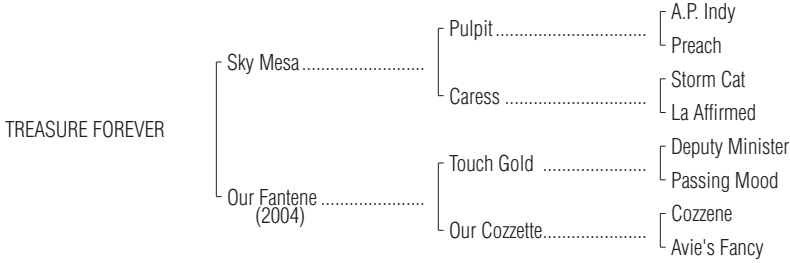 A.P. Indy
Pulpit
Preach
Sky Mesa
Storm Cat
Caress
La Affirmed
TREASURE FOREVER
Deputy Minister
Touch Gold
Passing Mood
Our Fantene
(2004)
Cozzene
Our Cozzette
Avie's Fancy